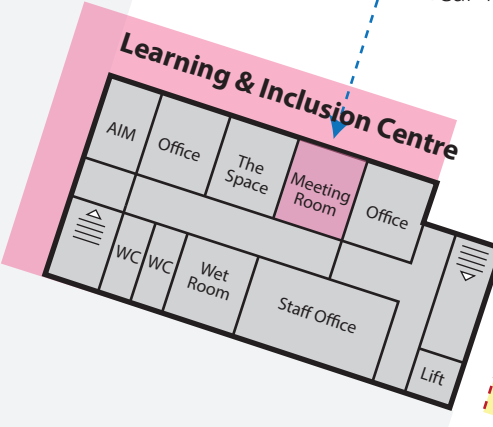 Learning & Inclusion Centre
AIM
Office
The
Space
Meeting
Room
Office
WC
WC
Wet
Room
Staff Office
Lift